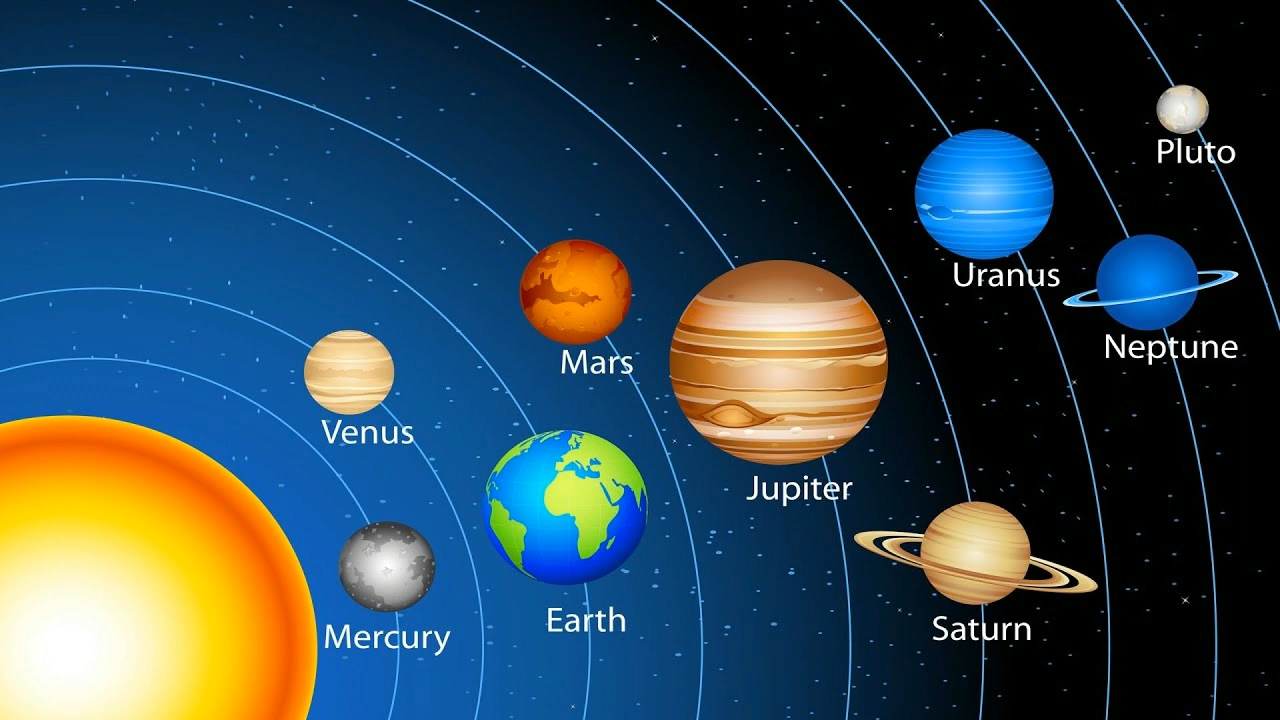 Pluto
Uranus
Neptune
Mars
Venus
Jupiter
Earth
Saturn
Mercury